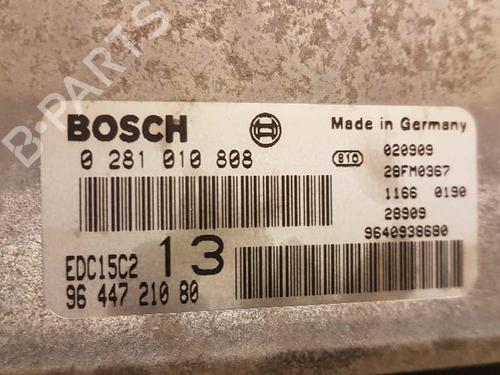 B-PARTS
BOSCH
Made in Germany
0 281 010 808
S10
020909
28FM0367
1166 0190
28909
9640938680
EDC15C2
13
96 447 210 80